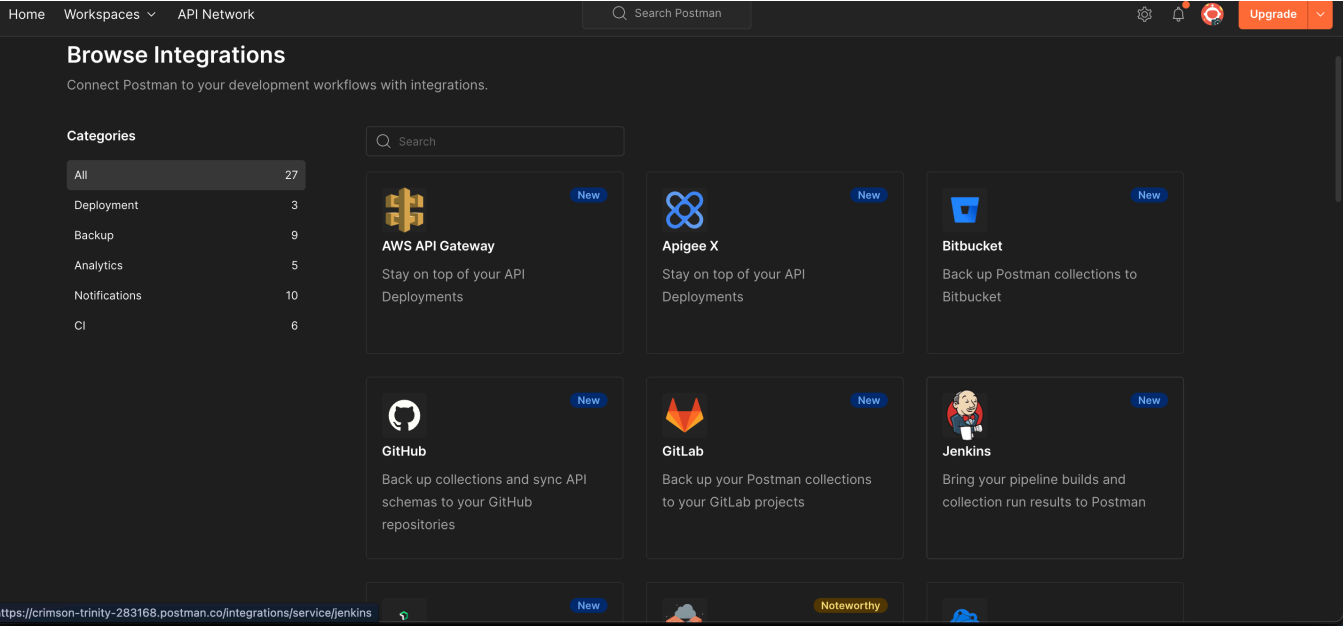 Home
Workspaces
API Network
Search Postman
Upgrade
Browse Integrations
Connect Postman to your development workflows with integrations.
Categories
All 27
Deployment 3
Backup 9
Analytics 5
Notifications 10
CI 6
Search
New
AWS API Gateway
Stay on top of your API
Deployments
New
Apigee X
Stay on top of your API
Deployments
New
Bitbucket
Back up Postman collections to
Bitbucket
New
GitHub
Back up collections and sync API
schemas to your GitHub
repositories
New
GitLab
Back up your Postman collections
to your GitLab projects
New
Jenkins
Bring your pipeline builds and
collection run results to Postman
New
Noteworthy
ttps://crimson-trinity-283168.postman.co/integrations/service/jenkins